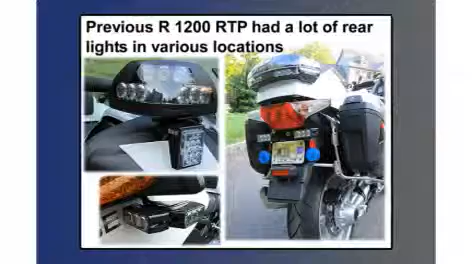 Previous R 1200 RTP had a lot of rear
lights in various locations